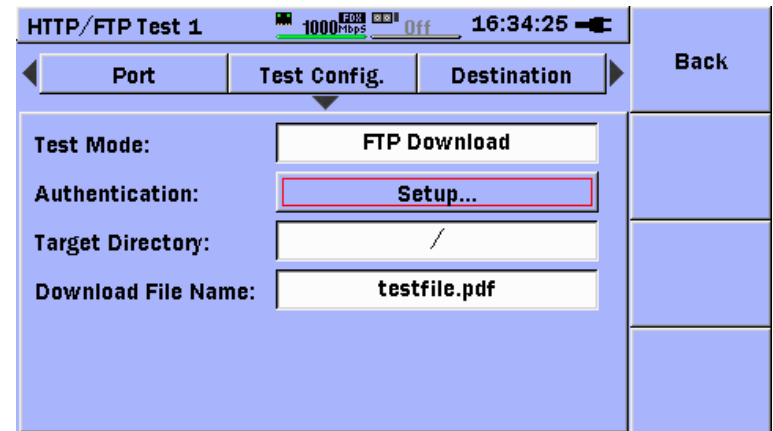 HTTP/FTP Test 1 1000 FDX Mbps Off 16:34:25
Back
Port Test Config. Destination
Test Mode: FTP Download
Authentication: Setup...
Target Directory: /
Download File Name: testfile.pdf